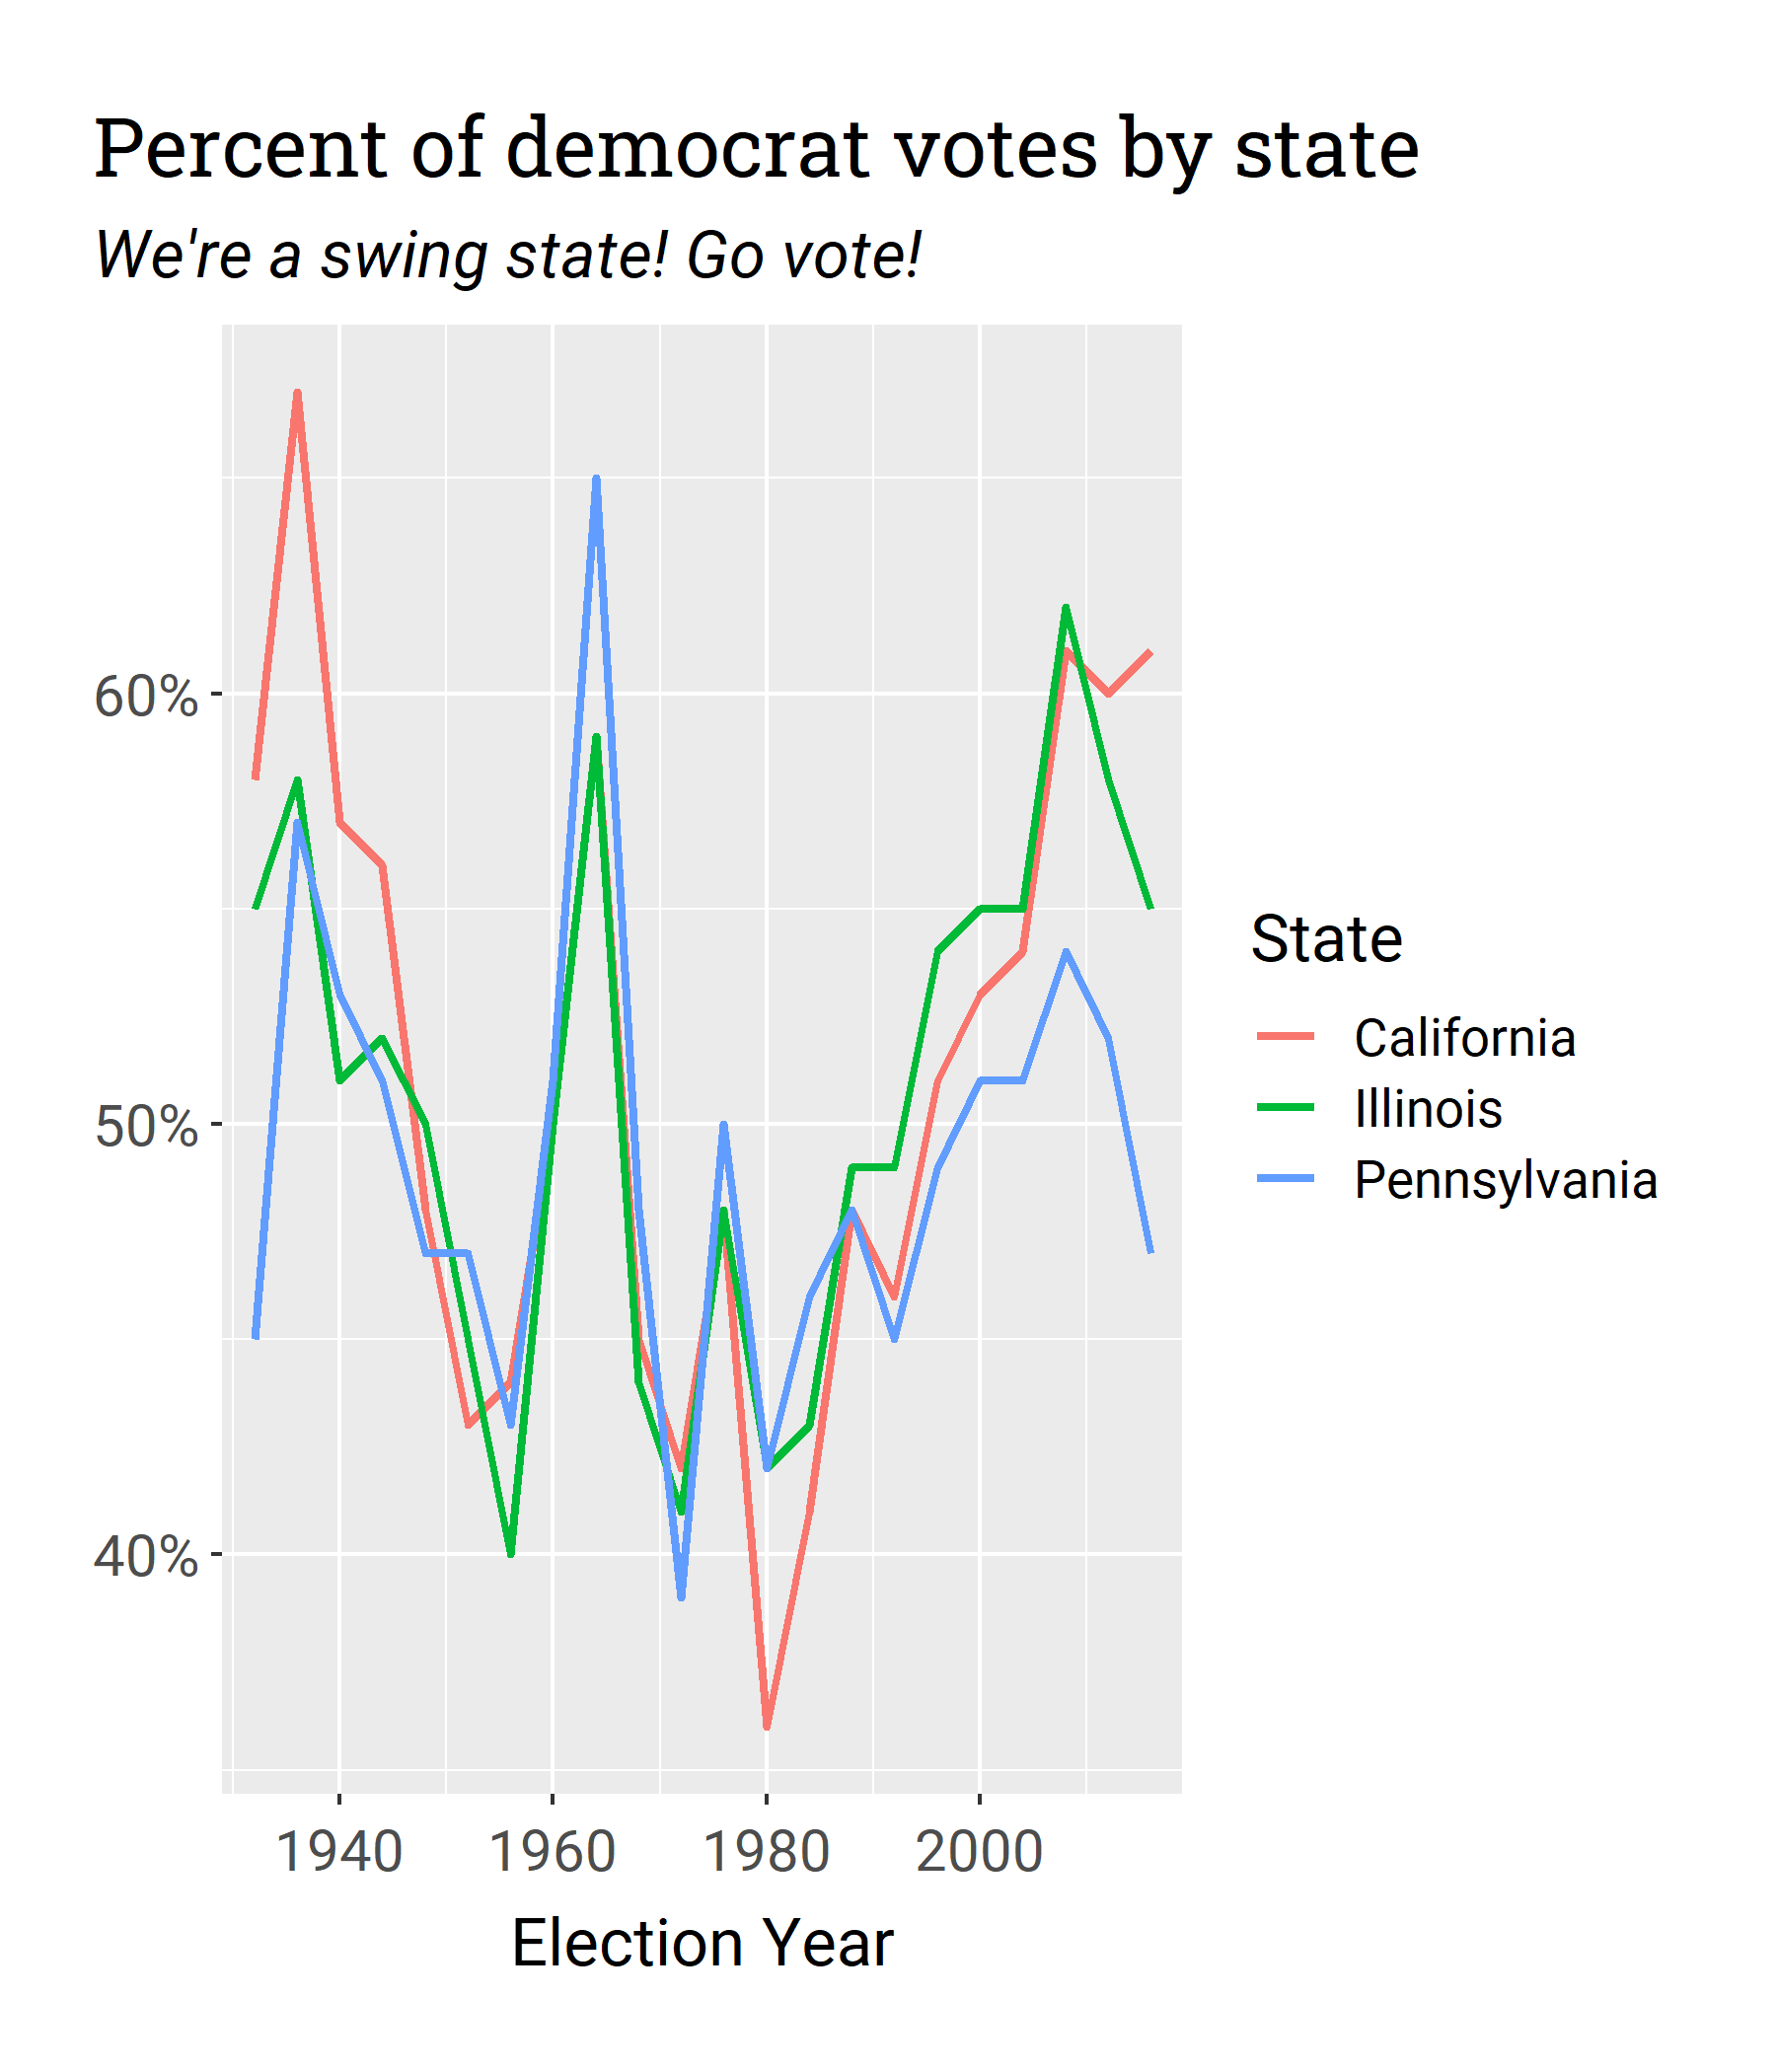 Percent of democrat votes by state
We're a swing state! Go vote!
60%
50%
40%
1940 1960 1980 2000
Election Year
State
California
Illinois
Pennsylvania